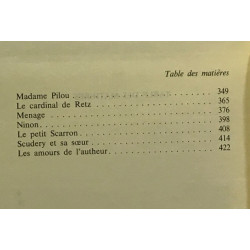 Table des matières
Madame Pilou 349
Le cardinal de Retz 365
Menage 376
Ninon 398
Le petit Scarron 408
Scudery et sa sœur 414
Les amours de l'autheur 422